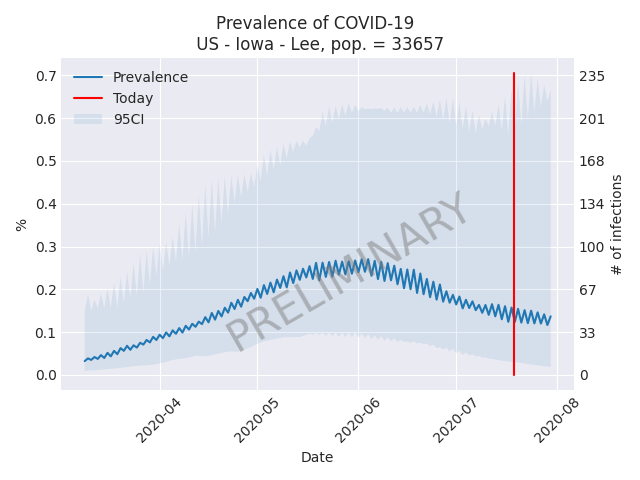 Prevalence of COVID-19
US - Iowa - Lee, pop. = 33657
Prevalence
Today
95CI
PRELIMINARY
%
0.7
0.6
0.5
0.4
0.3
0.2
0.1
0.0
235
201
168
134
100
67
33
0
# of infections
2020-04
2020-05
2020-06
2020-07
2020-08
Date